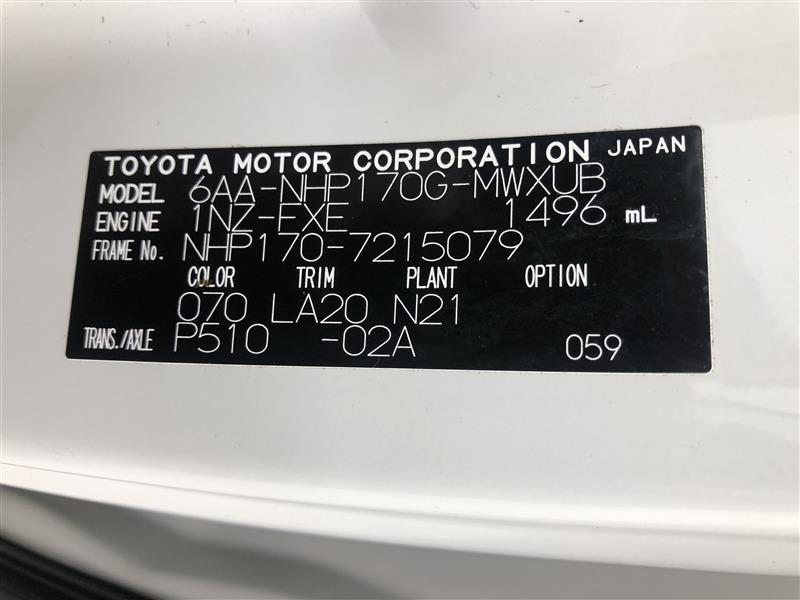 TOYOTA MOTOR CORPORATION JAPAN
MODEL 6AA-NHP170G-MWXUB
ENGINE 1NZ-FXE 1496 mL
FRAME No. NHP170-7215079
COLOR TRIM PLANT OPTION
070 LA20 N21
TRANS./AXLE P510 -02A 059